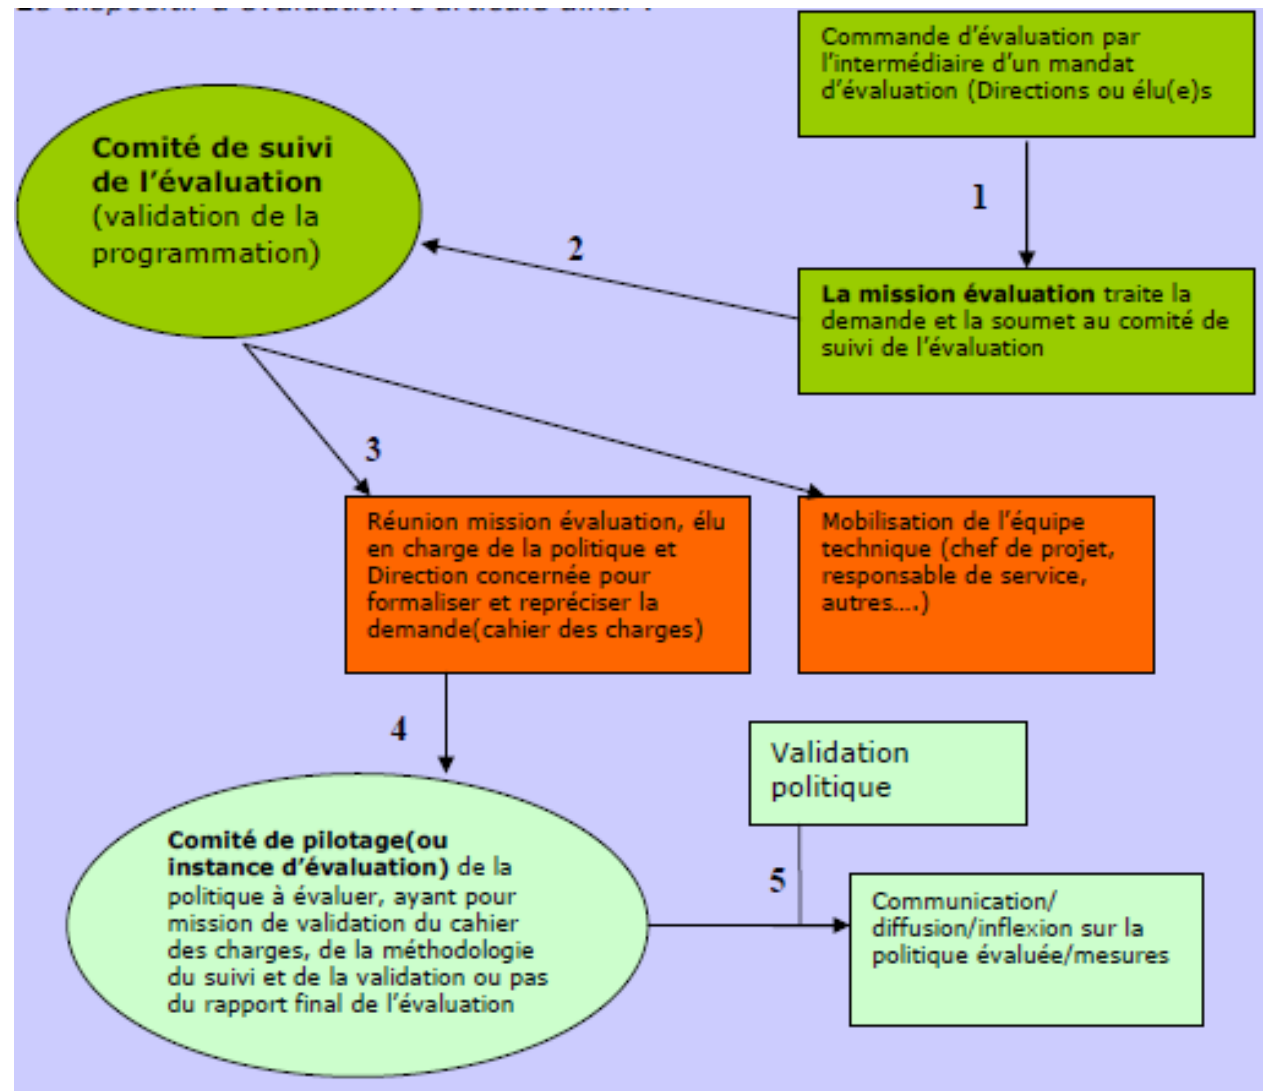 Le dispositif d'évaluation s'articule ainsi :
Commande d'évaluation par
l'intermédiaire d'un mandat
d'évaluation (Directions ou élu(e)s
Comité de suivi
de l'évaluation
(validation de la
programmation)
1
2
La mission évaluation traite la
demande et la soumet au comité de
suivi de l'évaluation
3
Réunion mission évaluation, élu
en charge de la politique et
Direction concernée pour
formaliser et repréciser la
demande(cahier des charges)
Mobilisation de l'équipe
technique (chef de projet,
responsable de service,
autres....)
4
Validation
politique
Comité de pilotage(ou
instance d'évaluation) de la
politique à évaluer, ayant pour
mission de validation du cahier
des charges, de la méthodologie
du suivi et de la validation ou pas
du rapport final de l'évaluation
5
Communication/
diffusion/inflexion sur la
politique évaluée/mesures